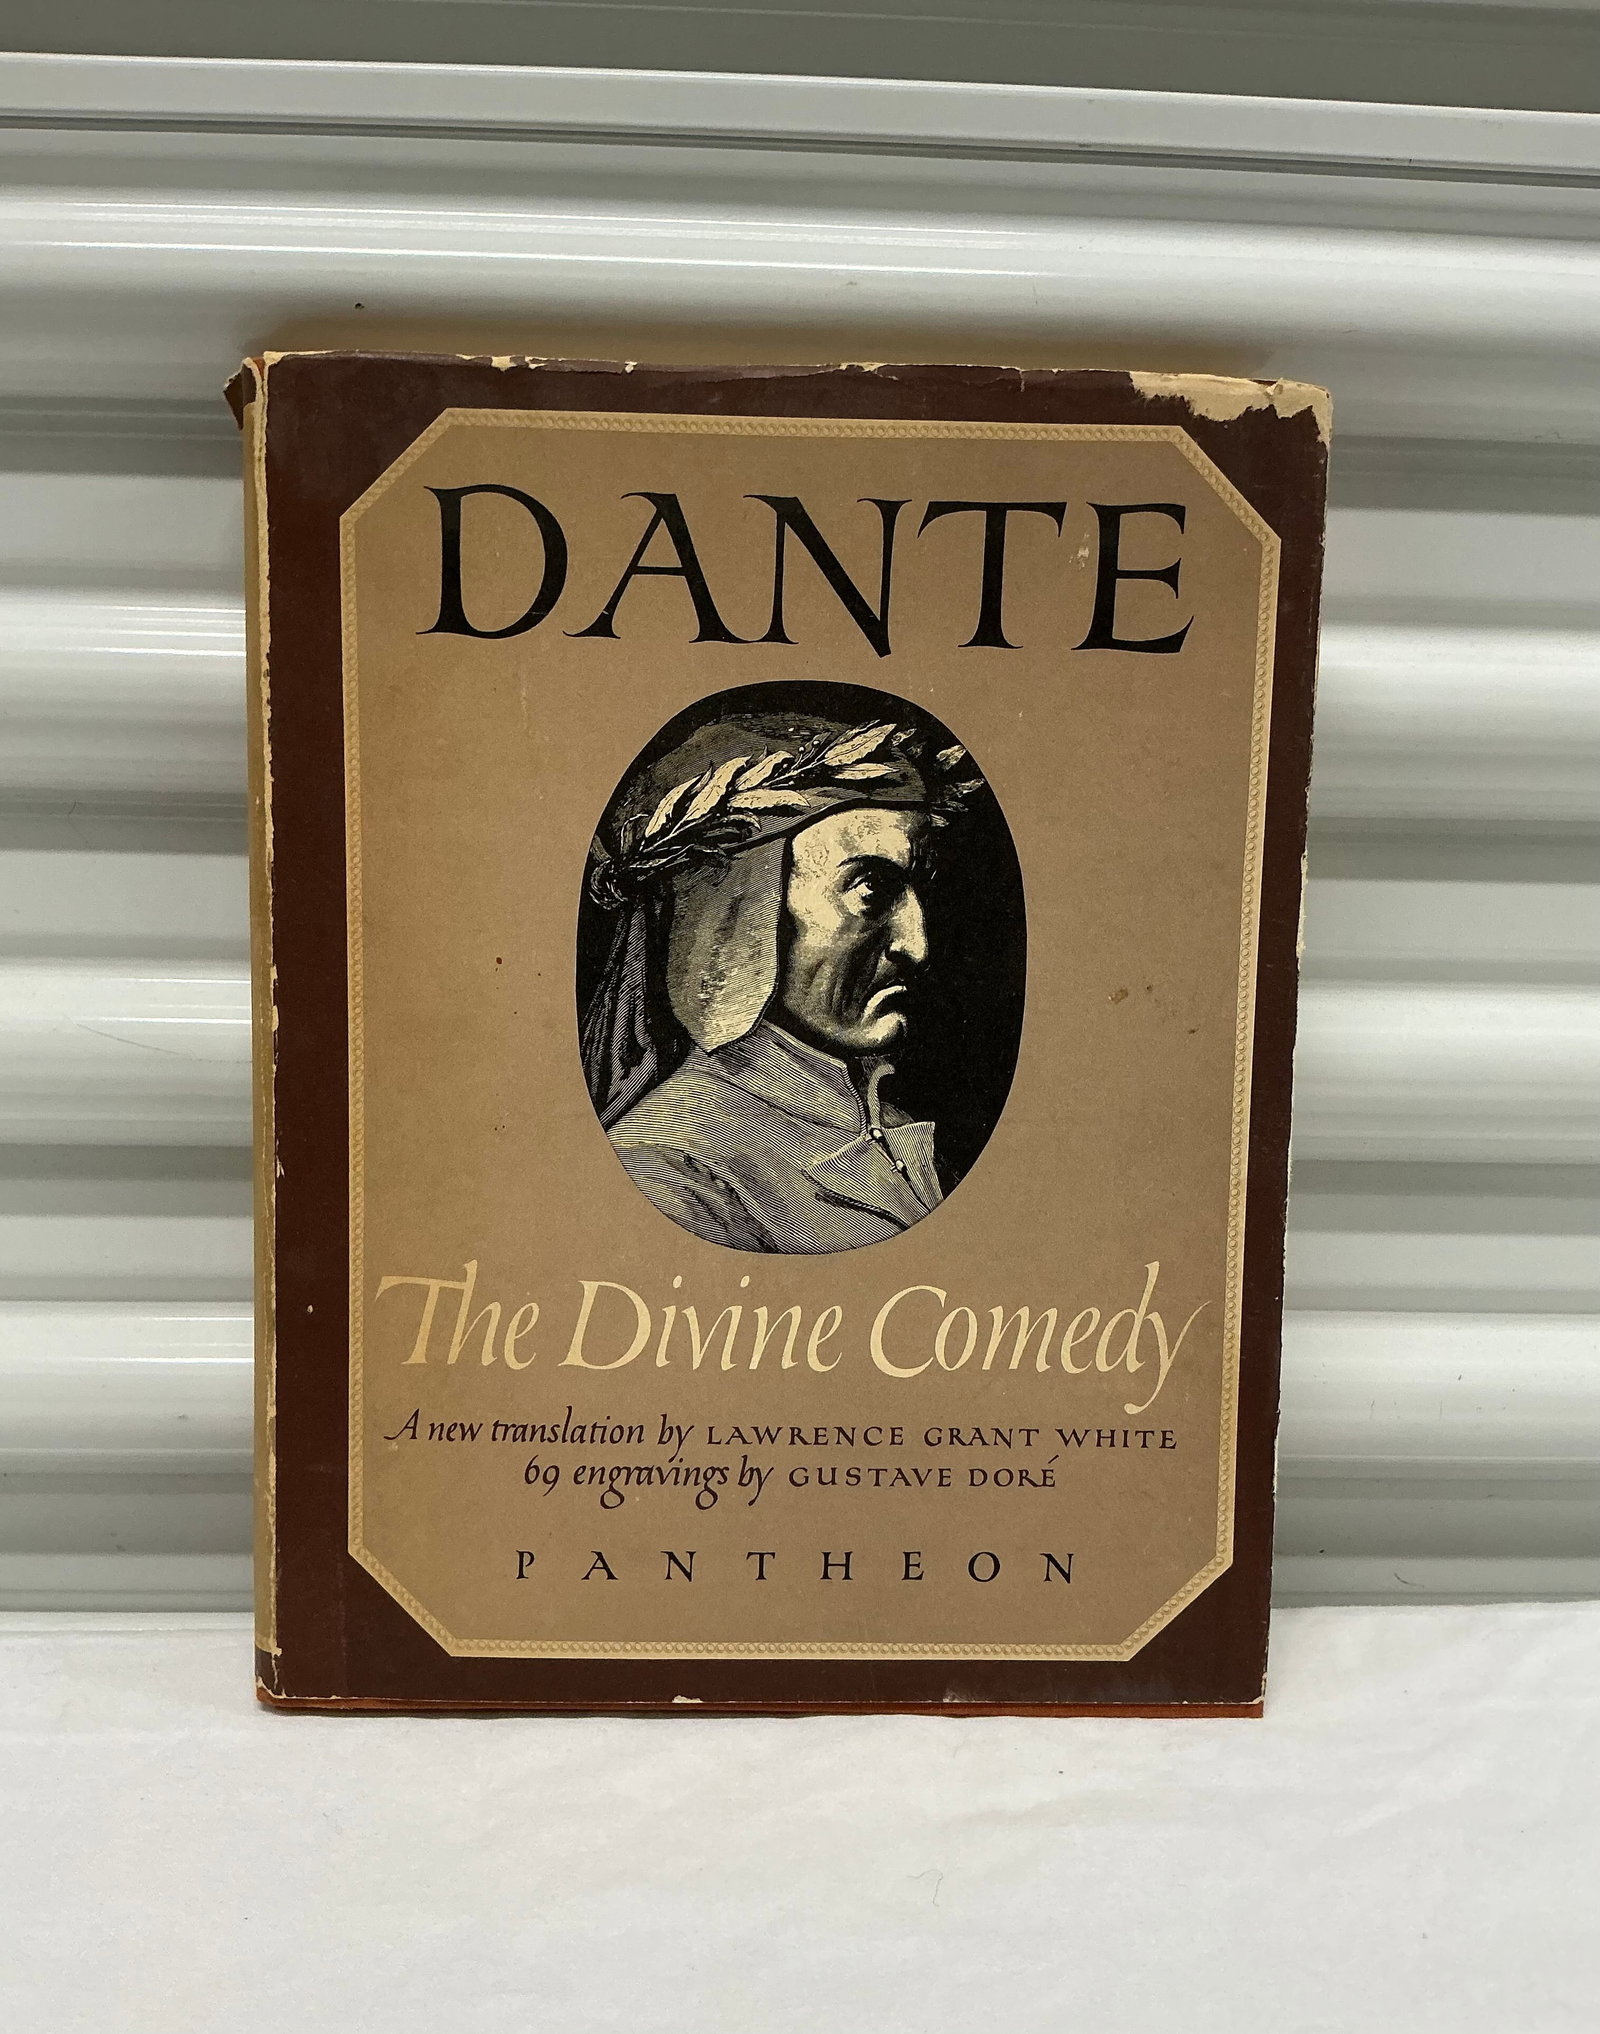 DANTE
The Divine Comedy
A new translation by LAWRENCE GRANT WHITE
69 engravings by GUSTAVE DORÉ
PANTHEON